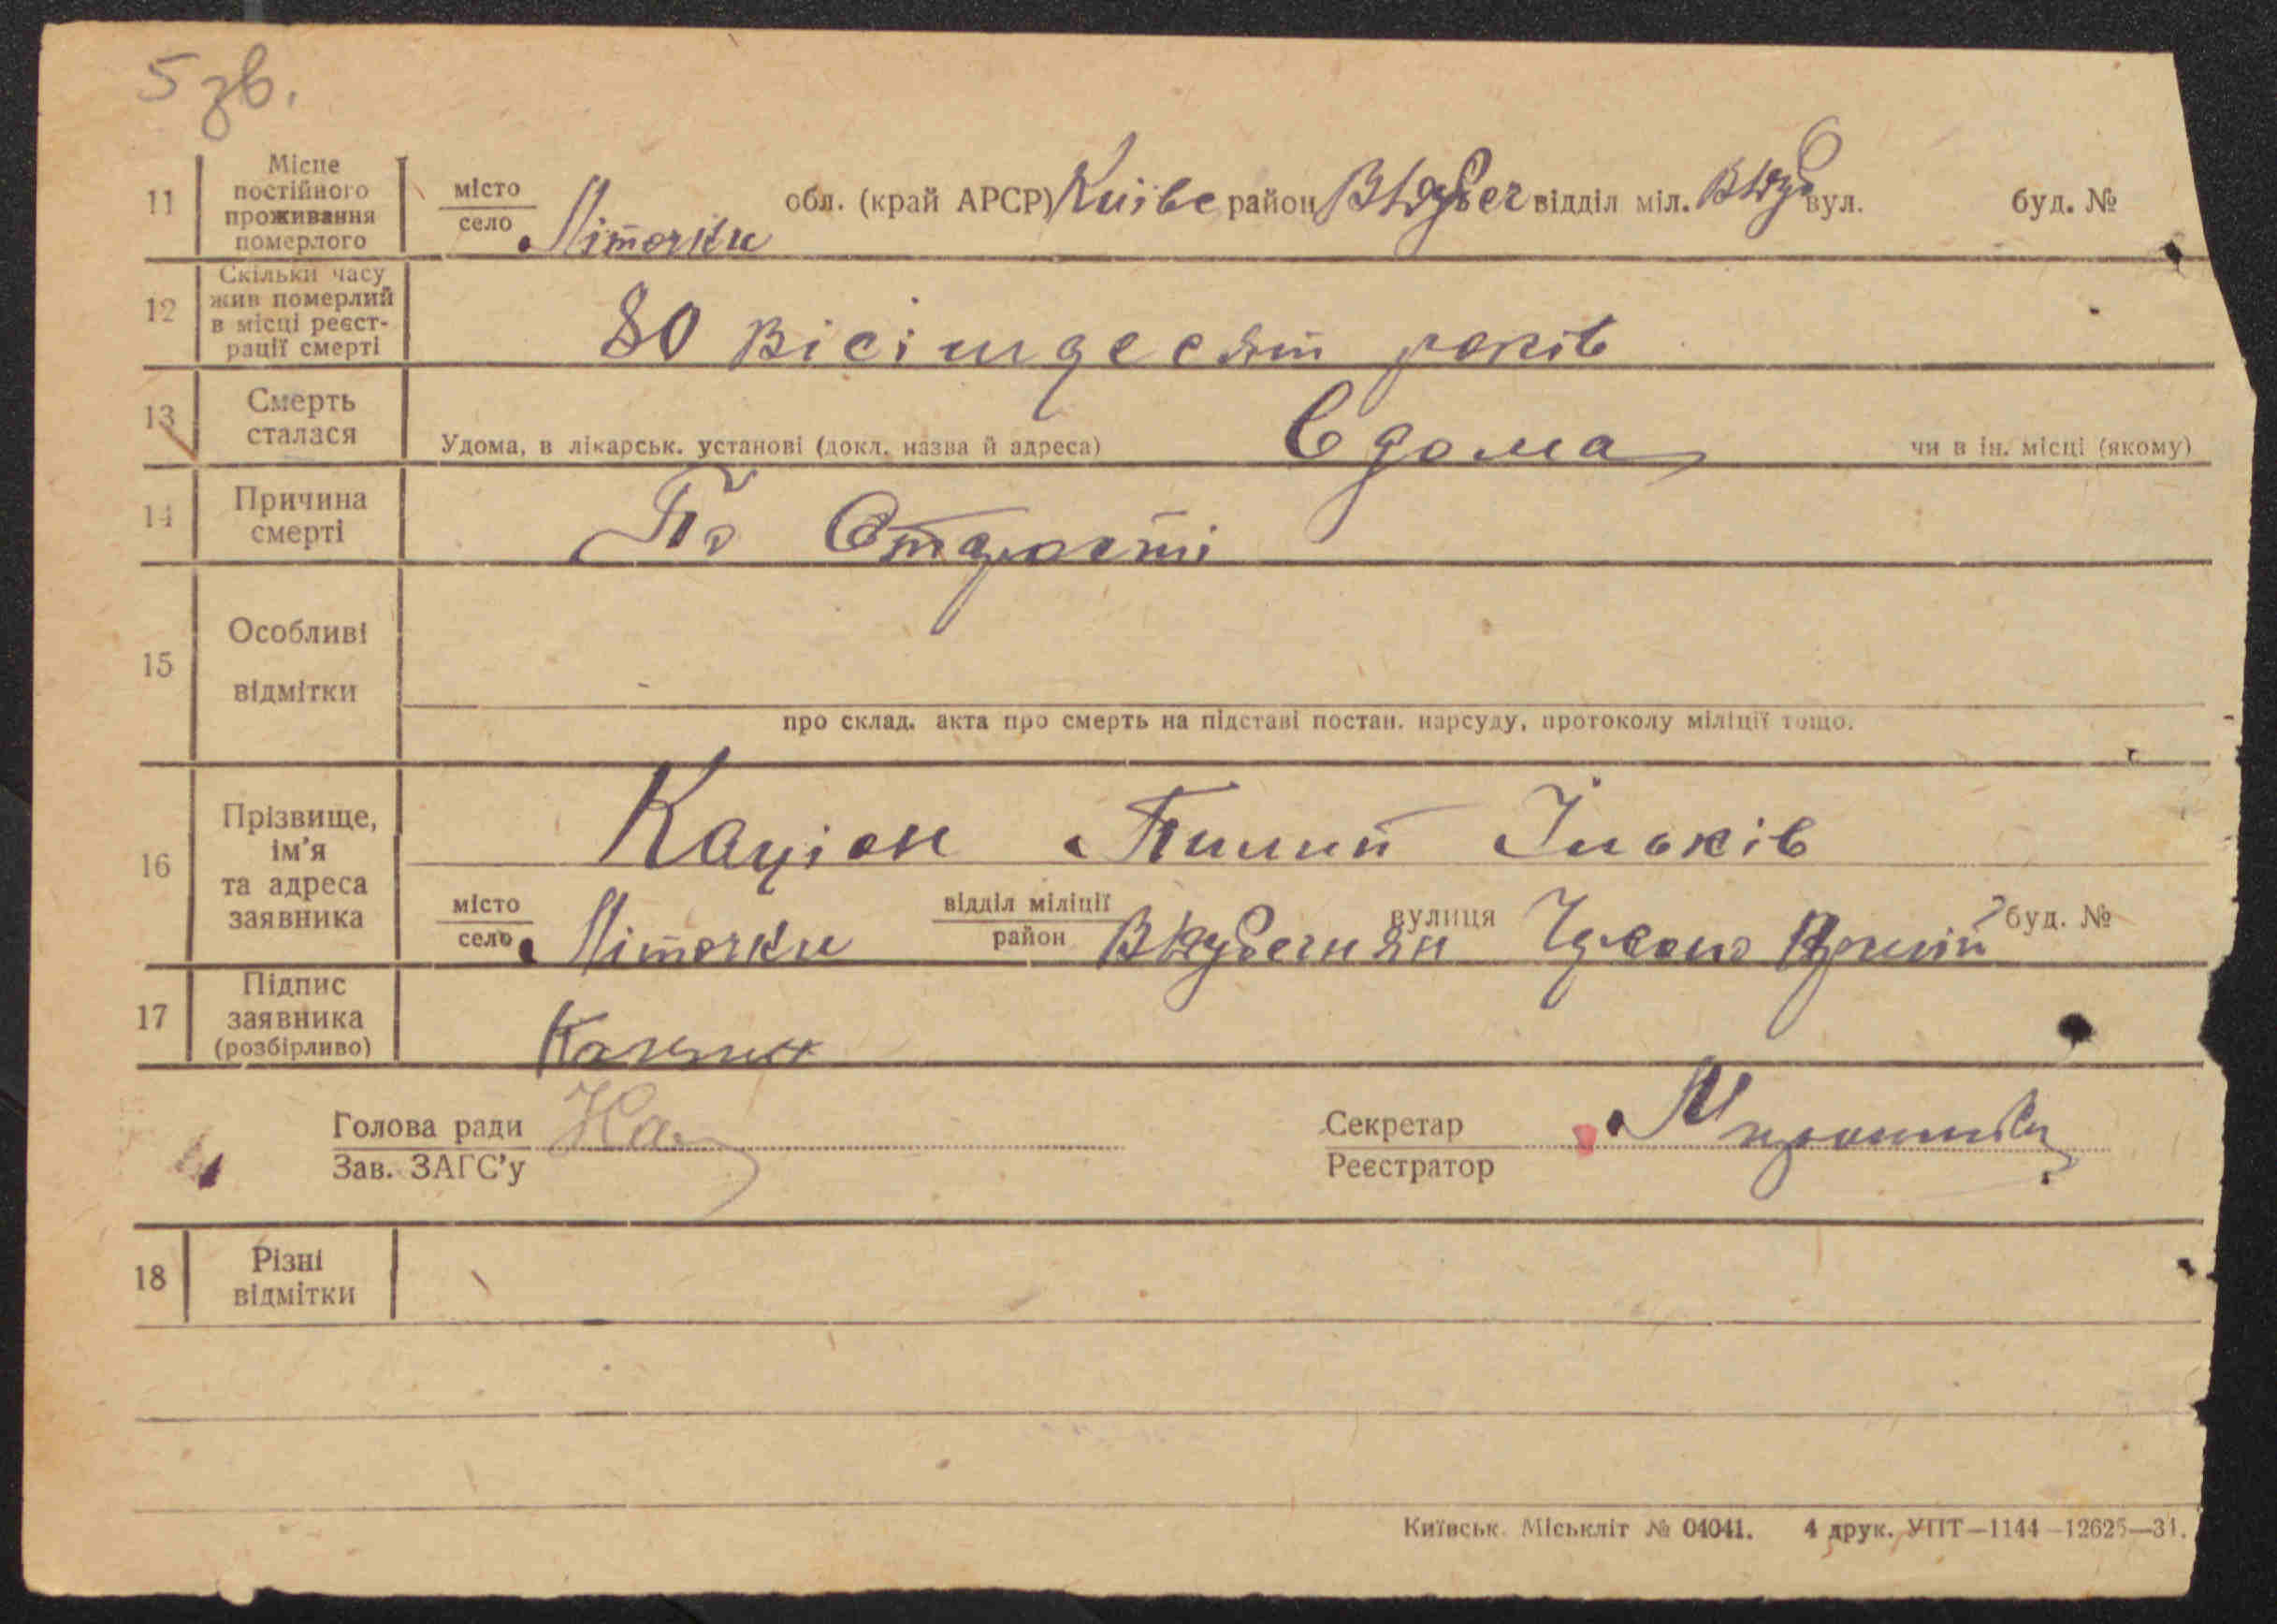 5 зв.
11 Місце постійного проживання померлого місто село Літочки обл. (край АРСР) Київс район В Дубеч відділ міл. В Дуб вул. буд. №
12 Скільки часу жив померлий в місці реєстрації смерті 80 Вісімдесят років
13 Смерть сталася Удома, в лікарськ. установі (докл. назва й адреса) Вдома чи в ін. місці (якому)
14 Причина смерті По Старості
15 Особливі відмітки
про склад. акта про смерть на підставі постан. нарсуду, протоколу міліції тощо.
16 Прізвище, ім'я та адреса заявника Каціон Пилип Ільків
місто село Літочки відділ міліції район вулиця буд. №
17 Підпис заявника (розбірливо)
Голова ради Секретар
Зав. ЗАГС'у Реєстратор
18 Різні відмітки
Київськ. Міськліт № 04041. 4 друк. УПТ—1144—12625—31.